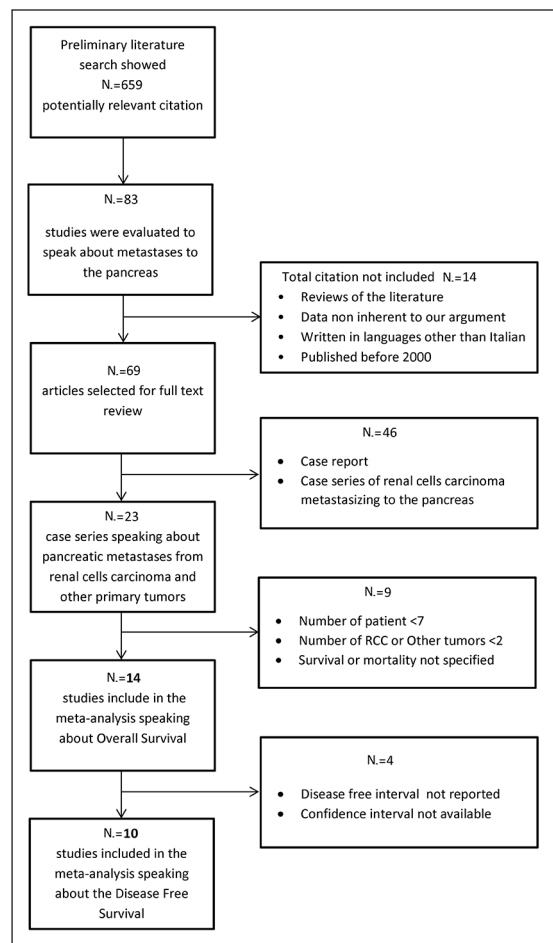 Preliminary literature
search showed
N.=659
potentially relevant citation
N.=83
studies were evaluated to
speak about metastases to
the pancreas
Total citation not included N.=14
• Reviews of the literature
• Data non inherent to our argument
• Written in languages other than Italian
• Published before 2000
N.=69
articles selected for full text
review
N.=46
• Case report
• Case series of renal cells carcinoma
metastasizing to the pancreas
N.=23
case series speaking about
pancreatic metastases from
renal cells carcinoma and
other primary tumors
N.=9
• Number of patient <7
• Number of RCC or Other tumors <2
• Survival or mortality not specified
N.=14
studies include in the
meta-analysis speaking
about Overall Survival
N.=4
• Disease free interval not reported
• Confidence interval not available
N.=10
studies included in the
meta-analysis speaking
about the Disease Free
Survival